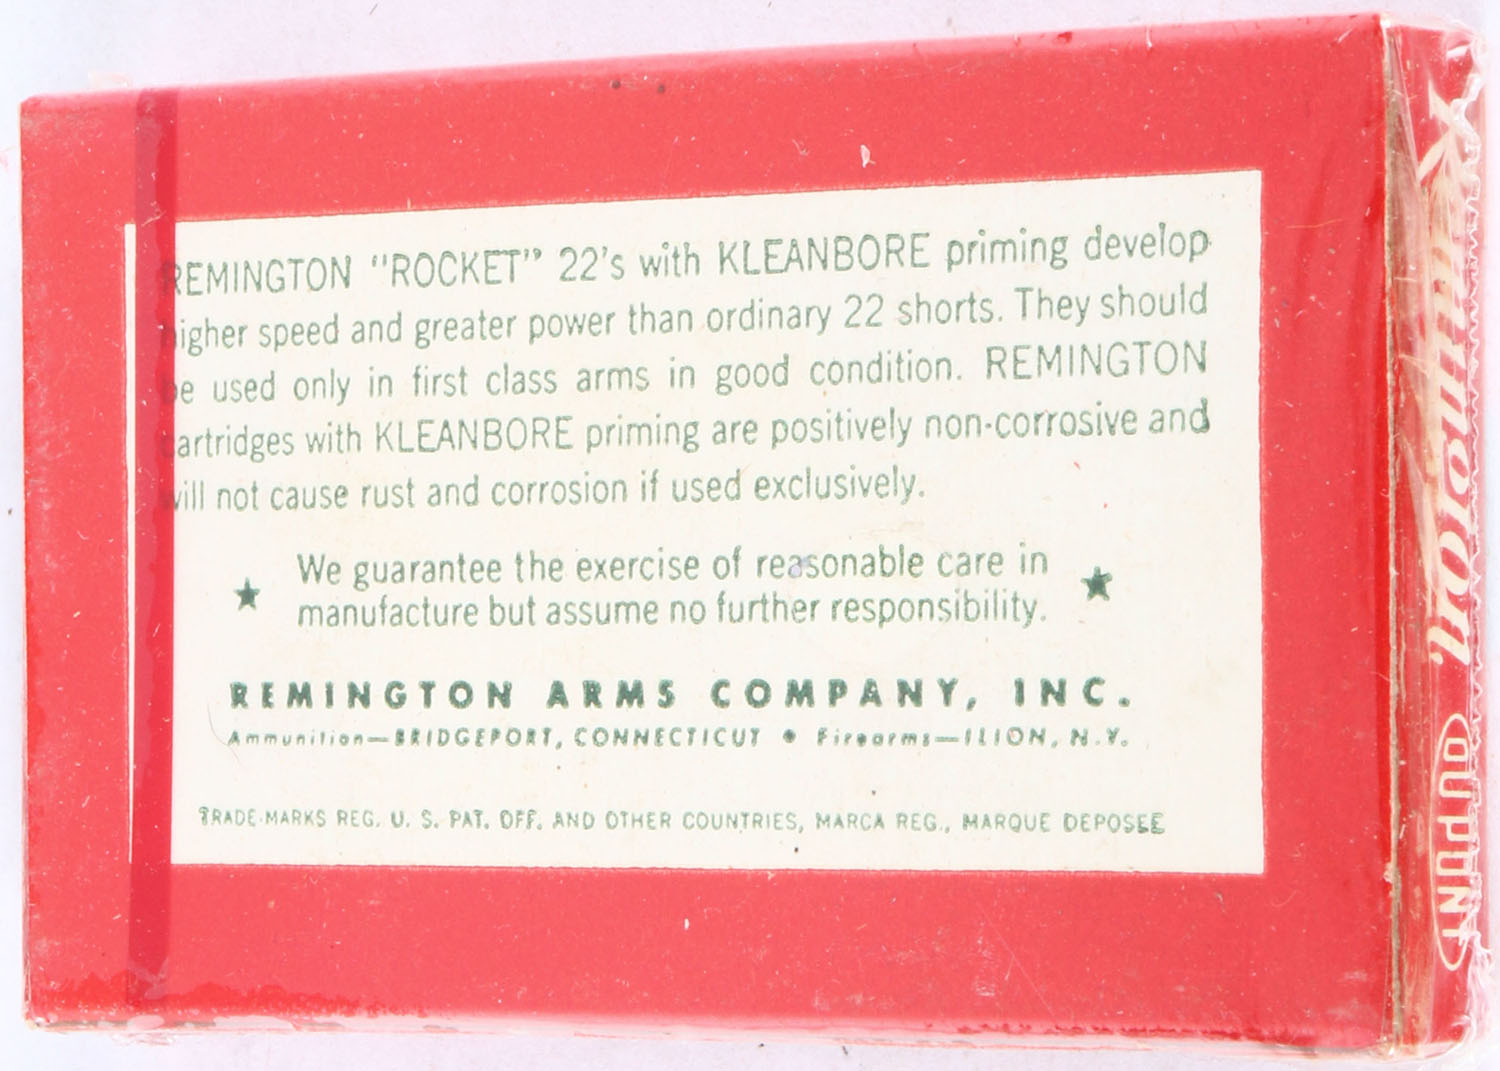 REMINGTON "ROCKET" 22's with KLEANBORE priming develop
higher speed and greater power than ordinary 22 shorts. They should
be used only in first class arms in good condition. REMINGTON
cartridges with KLEANBORE priming are positively non-corrosive and
will not cause rust and corrosion if used exclusively.
★ We guarantee the exercise of reasonable care in ★
manufacture but assume no further responsibility.
REMINGTON ARMS COMPANY, INC.
Ammunition—BRIDGEPORT, CONNECTICUT • Firearms—ILION, N.Y.
TRADE-MARKS REG. U. S. PAT. OFF. AND OTHER COUNTRIES, MARCA REG., MARQUE DEPOSEE
Remington,
DUPONT